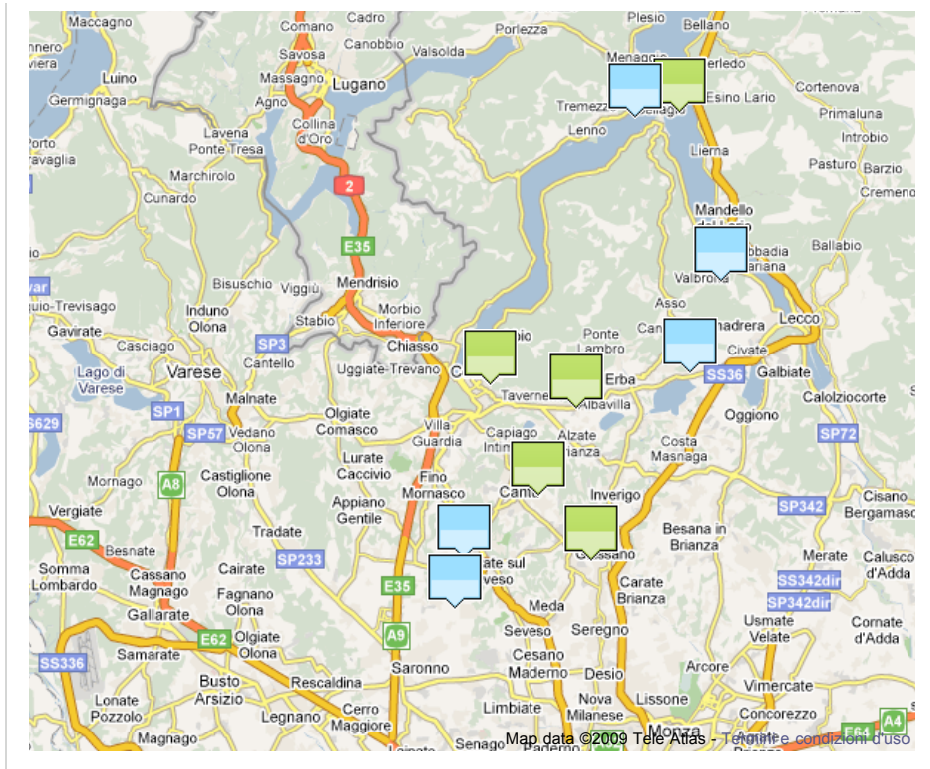 Maccagno
Cadro
Comano
Plesio
Bellano
Porlezza
Canobbio
Valsolda
Savosa
Luino
Massagno
Lugano
Germignaga
Agno
Esino Lario
Cortenova
Lenno
Primaluna
Collina
d'Oro
Lavena
Ponte Tresa
Introbio
Lierna
Pasturo
Barzio
Marchirolo
2
Cunardo
Mandello
E35
Ballabio
Bisuschio
Viggiù
Mendrisio
Asso
Induno
Olona
Morbio
Inferiore
Stabio
Lecco
Gavirate
Casciago
SP3
Chiasso
Ponte
Lambro
Civate
Cantello
Uggiate-Trevano
Lago di
Varese
Varese
Erba
SS36
Galbiate
Malnate
Albavilla
Calolziocorte
SP1
Olgiate
Comasco
Oggiono
SP57
Vedano
Olona
Villa
Guardia
Capiago
Alzate
Costa
Masnaga
SP72
Lurate
Caccivio
Mornago
A8
Castiglione
Olona
Fino
Mornasco
Inverigo
Cisano
Bergamasc
Appiano
Gentile
SP342
Vergiate
Tradate
Besana in
Brianza
E62
Besnate
SP233
Merate
Calusco
d'Adda
Somma
Lombardo
Cassano
Magnago
Cairate
E35
Carate
Brianza
SS342dir
SP342dir
Fagnano
Olona
Meda
Gallarate
Usmate
Velate
Cornate
d'Adda
E62
Olgiate
Olona
A9
Seveso
Seregno
Samarate
SS336
Cesano
Maderno
Saronno
Arcore
Desio
Busto
Arsizio
Rescaldina
Vimercate
Lonate
Pozzolo
Cerro
Maggiore
Limbiate
Nova
Milanese
Lissone
Legnano
Concorezzo
A4
Magnago
Senago
Monza
Map data ©2009 Tele Atlas - Termini e condizioni d'uso